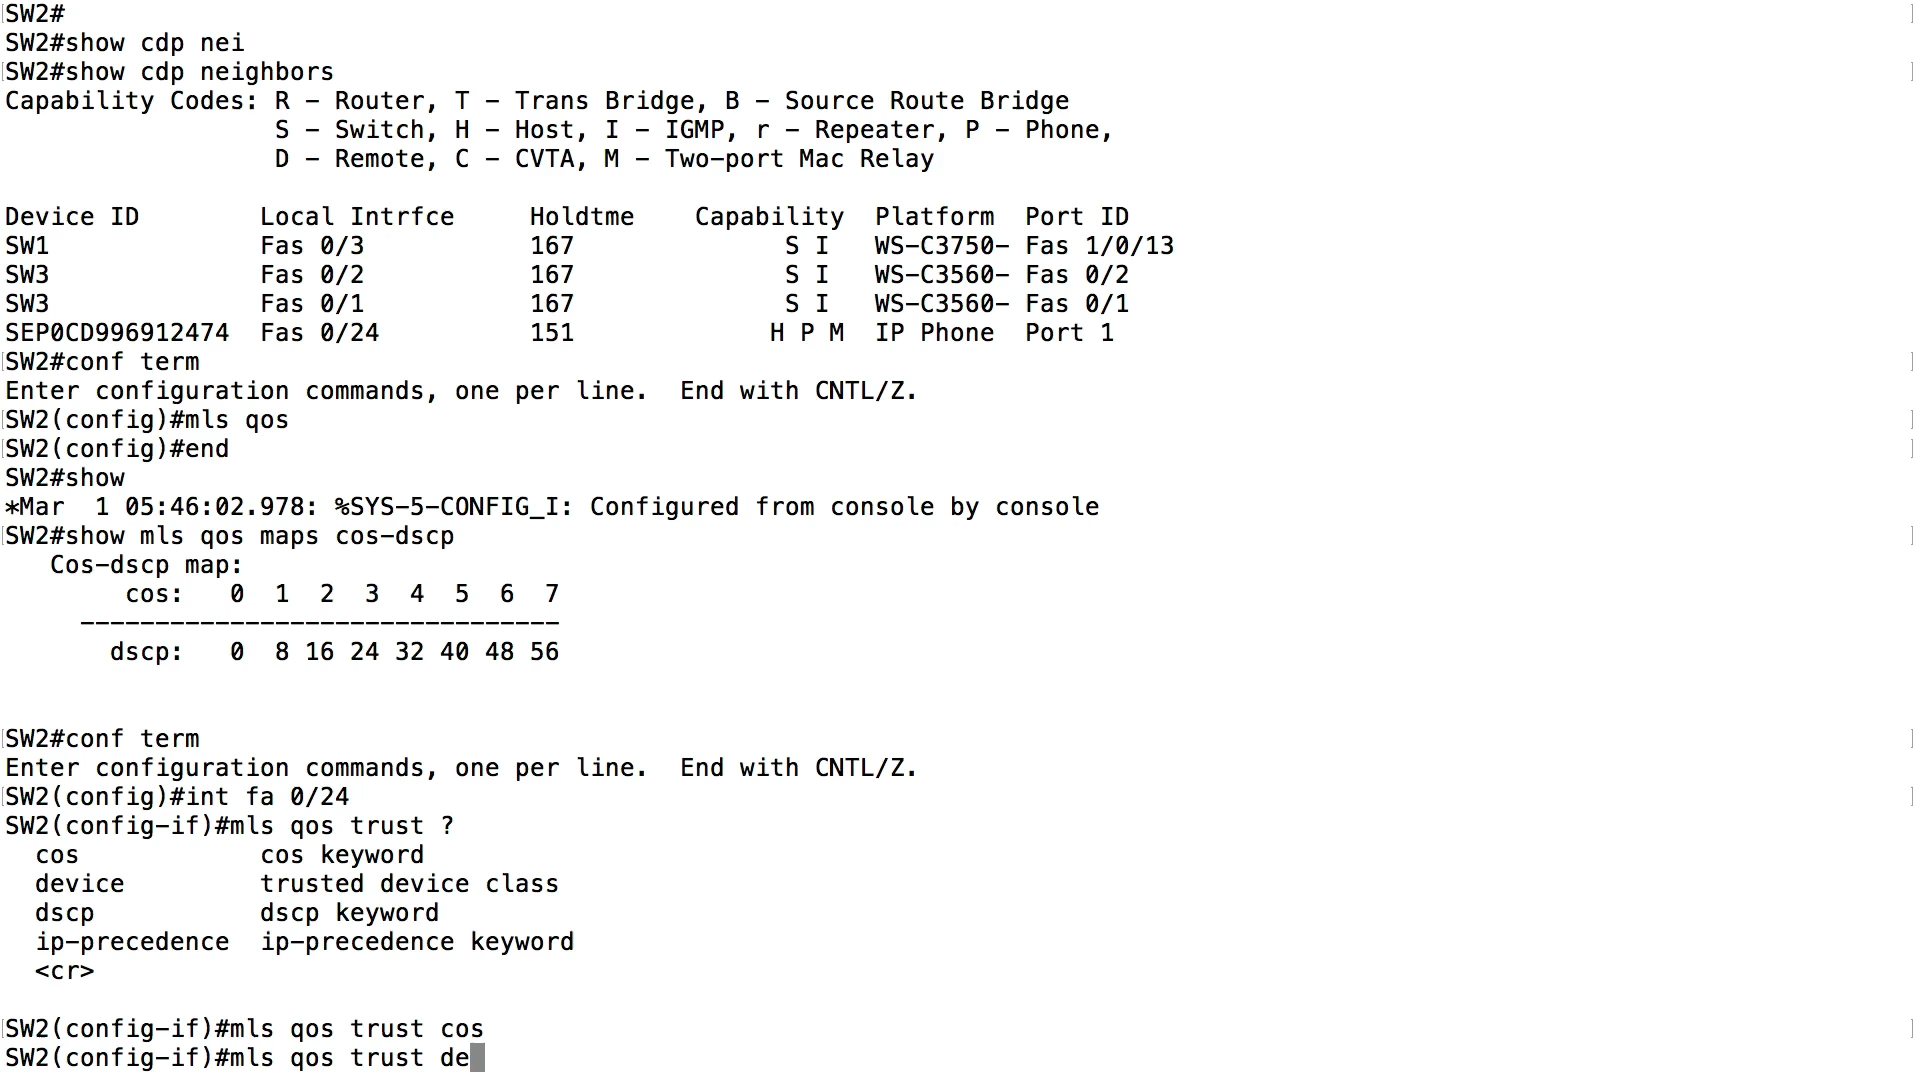 SW2#
SW2#show cdp nei
SW2#show cdp neighbors
Capability Codes: R - Router, T - Trans Bridge, B - Source Route Bridge
                  S - Switch, H - Host, I - IGMP, r - Repeater, P - Phone,
                  D - Remote, C - CVTA, M - Two-port Mac Relay

Device ID        Local Intrfce     Holdtme    Capability  Platform  Port ID
SW1              Fas 0/3           167              S I   WS-C3750- Fas 1/0/13
SW3              Fas 0/2           167              S I   WS-C3560- Fas 0/2
SW3              Fas 0/1           167              S I   WS-C3560- Fas 0/1
SEP0CD996912474  Fas 0/24          151             H P M  IP Phone  Port 1
SW2#conf term
Enter configuration commands, one per line.  End with CNTL/Z.
SW2(config)#mls qos
SW2(config)#end
SW2#show
*Mar  1 05:46:02.978: %SYS-5-CONFIG_I: Configured from console by console
SW2#show mls qos maps cos-dscp
   Cos-dscp map:
        cos:   0  1  2  3  4  5  6  7
     --------------------------------
       dscp:   0  8 16 24 32 40 48 56

SW2#conf term
Enter configuration commands, one per line.  End with CNTL/Z.
SW2(config)#int fa 0/24
SW2(config-if)#mls qos trust ?
  cos            cos keyword
  device         trusted device class
  dscp           dscp keyword
  ip-precedence  ip-precedence keyword
  <cr>

SW2(config-if)#mls qos trust cos
SW2(config-if)#mls qos trust de